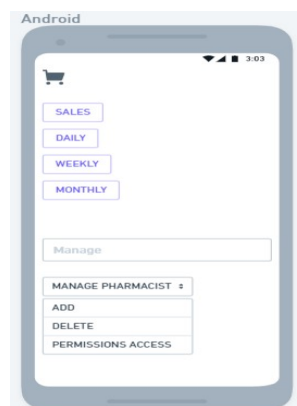 Android
3:03
SALES
DAILY
WEEKLY
MONTHLY
Manage
MANAGE PHARMACIST
ADD
DELETE
PERMISSIONS ACCESS